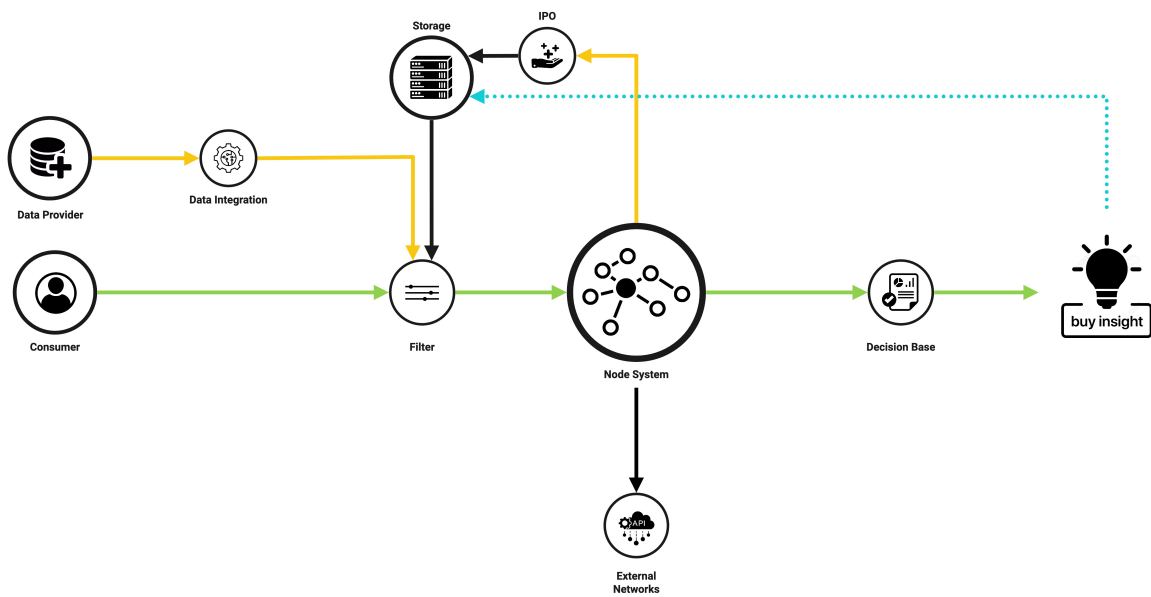 IPO
Storage
Data Provider
Data Integration
Consumer
Filter
Node System
Decision Base
buy insight
API
External
Networks